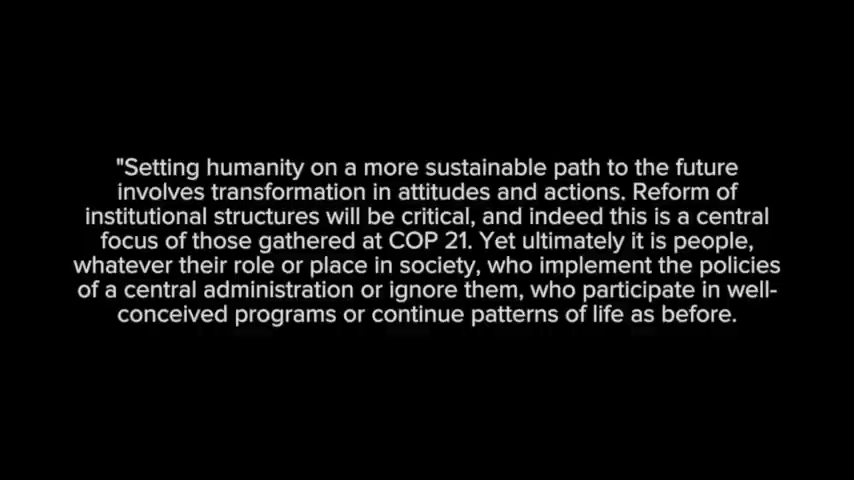 "Setting humanity on a more sustainable path to the future
involves transformation in attitudes and actions. Reform of
institutional structures will be critical, and indeed this is a central
focus of those gathered at COP 21. Yet ultimately it is people,
whatever their role or place in society, who implement the policies
of a central administration or ignore them, who participate in well-
conceived programs or continue patterns of life as before.